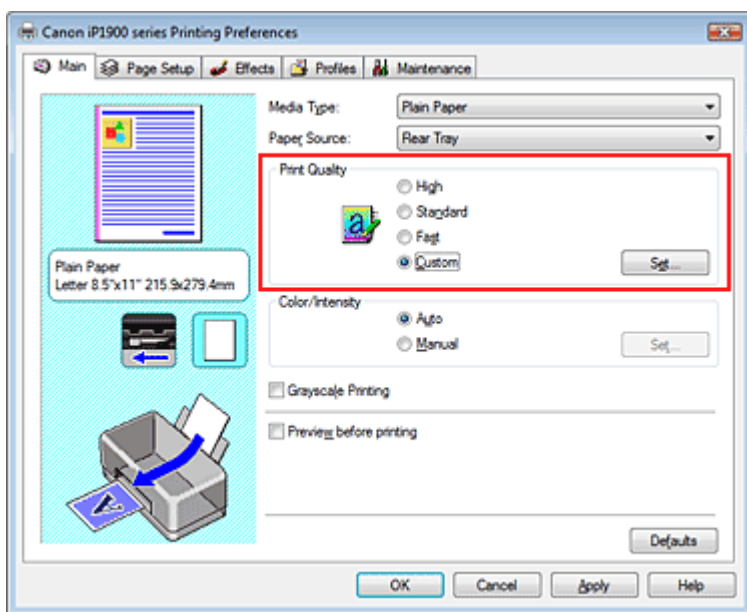 Canon iP1900 series Printing Preferences
Main Page Setup Effects Profiles Maintenance
Media Type: Plain Paper
Paper Source: Rear Tray
Print Quality
High
Standard
Fast
Custom Set...
Plain Paper
Letter 8.5"x11" 215.9x279.4mm
Color/Intensity
Auto
Manual Set...
Grayscale Printing
Preview before printing
Defaults
OK Cancel Apply Help